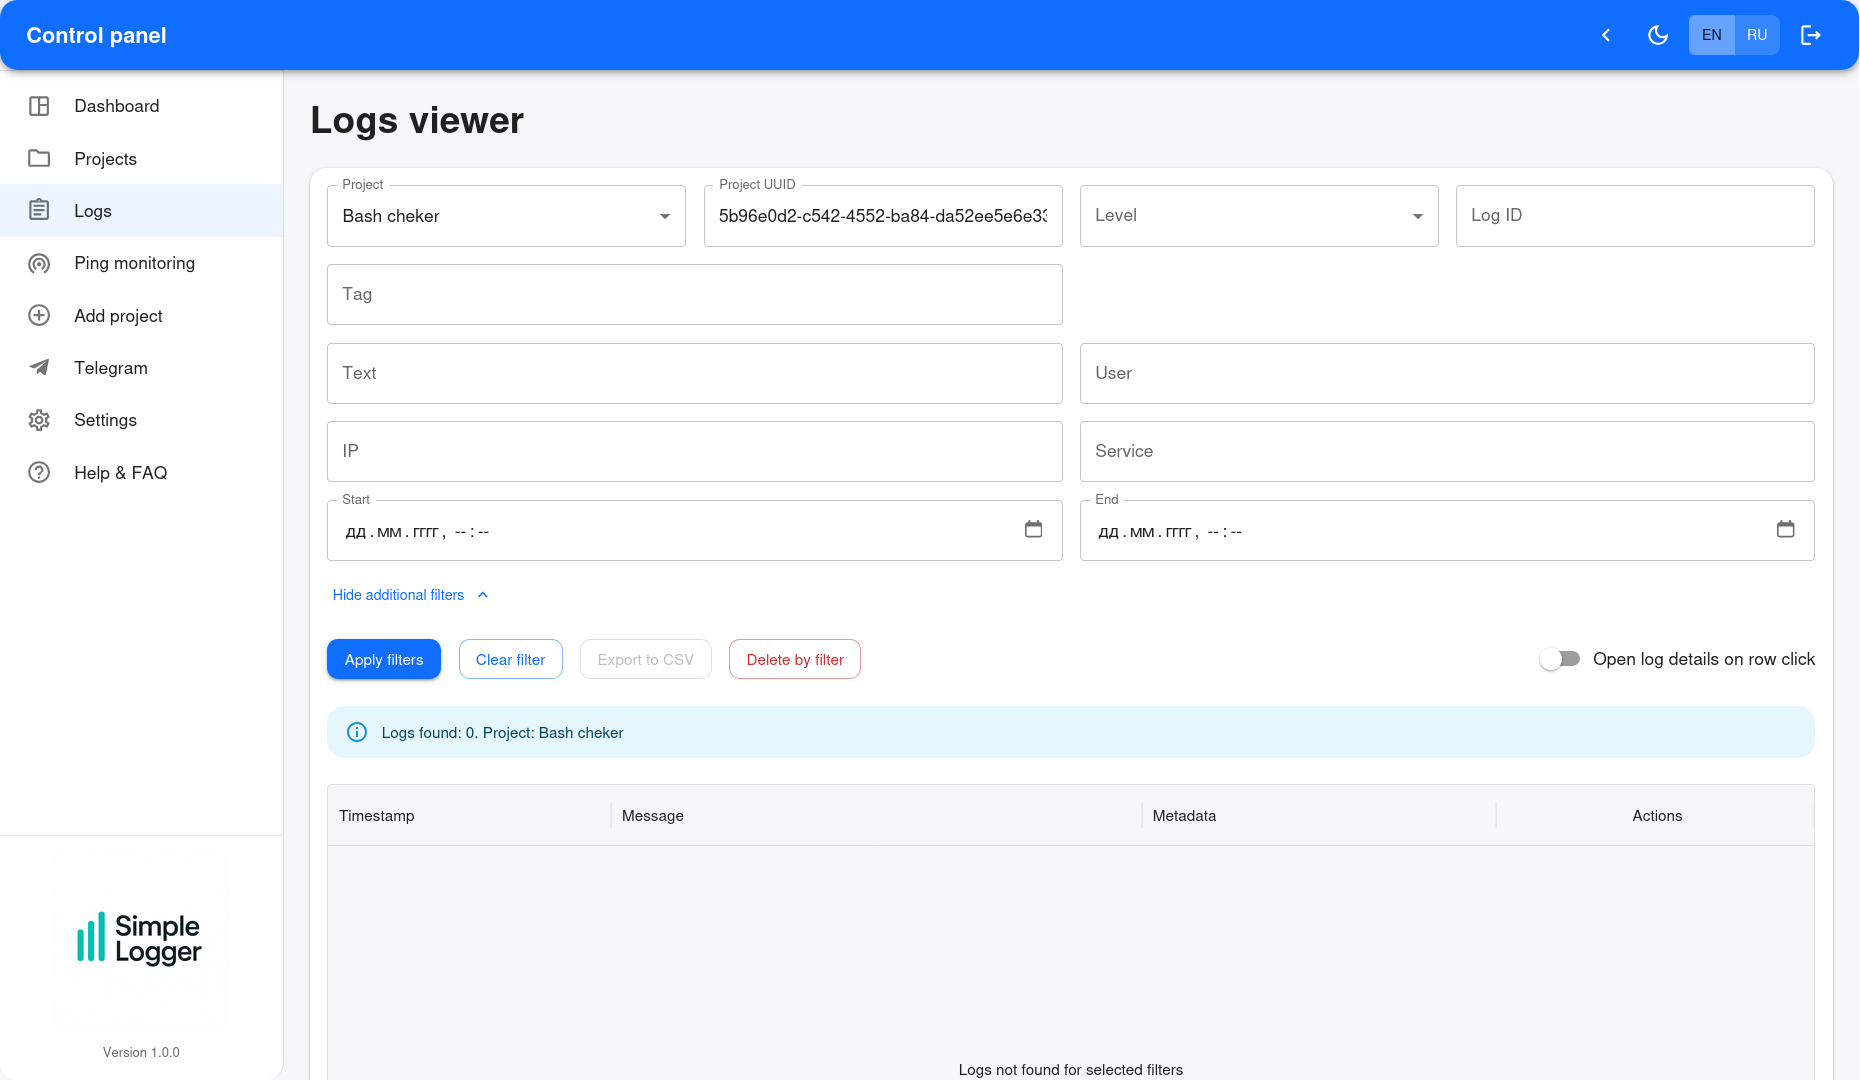 Control panel
EN
RU
Dashboard
Projects
Logs
Ping monitoring
Add project
Telegram
Settings
Help & FAQ
Simple
Logger
Version 1.0.0
Logs viewer
Project
Bash cheker
Project UUID
5b96e0d2-c542-4552-ba84-da52ee5e6e33
Level
Log ID
Tag
Text
User
IP
Service
Start
дд.мм.гггг, --:--
End
дд.мм.гггг, --:--
Hide additional filters
Apply filters
Clear filter
Export to CSV
Delete by filter
Open log details on row click
Logs found: 0. Project: Bash cheker
Timestamp
Message
Metadata
Actions
Logs not found for selected filters